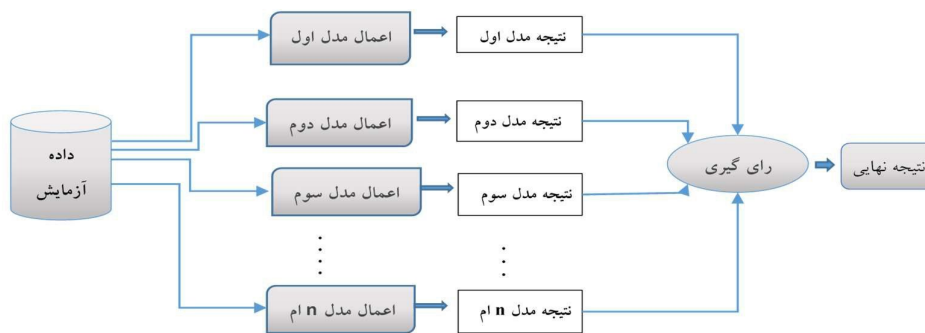 اعمال مدل اول
نتیجه مدل اول
اعمال مدل دوم
نتیجه مدل دوم
داده
آزمایش
رای گیری
نتیجه نهایی
اعمال مدل سوم
نتیجه مدل سوم
اعمال مدل n ام
نتیجه مدل n ام